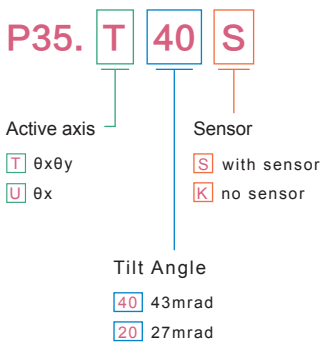 P35. T 40 S
Active axis
T θxθy
U θx
Sensor
S with sensor
K no sensor
Tilt Angle
40 43mrad
20 27mrad